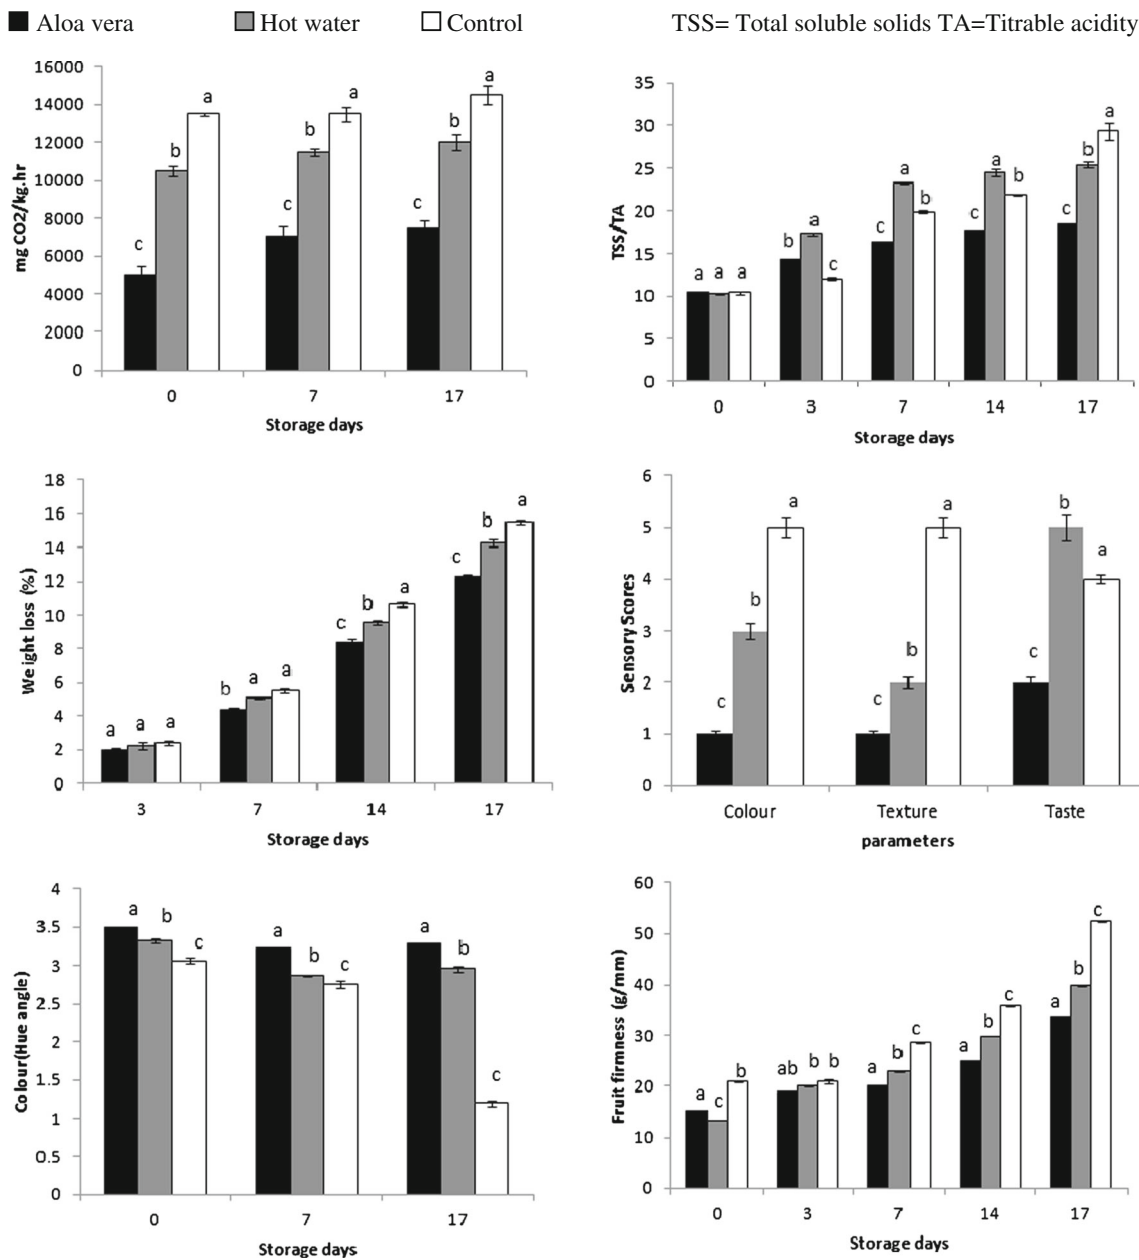 Aloa vera Hot water Control TSS= Total soluble solids TA=Titrable acidity
mg CO2/kg.hr
16000
14000
12000
10000
8000
6000
4000
2000
0
c b a c b a c b a
0 7 17
Storage days
TSS/TA
35
30
25
20
15
10
5
0
a a a b a c c a b c a b c b a
0 3 7 14 17
Storage days
Weight loss (%)
18
16
14
12
10
8
6
4
2
0
a a a b a a c b a c b a
3 7 14 17
Storage days
Sensory Scores
6
5
4
3
2
1
0
c b a c b a c b a
Colour Texture Taste
parameters
Colour(Hue angle)
4
3.5
3
2.5
2
1.5
1
0.5
0
a b c a b c a b c
0 7 17
Storage days
Fruit firmness (g/mm)
60
50
40
30
20
10
0
a c b ab b b a b c a b c a b c
0 3 7 14 17
Storage days